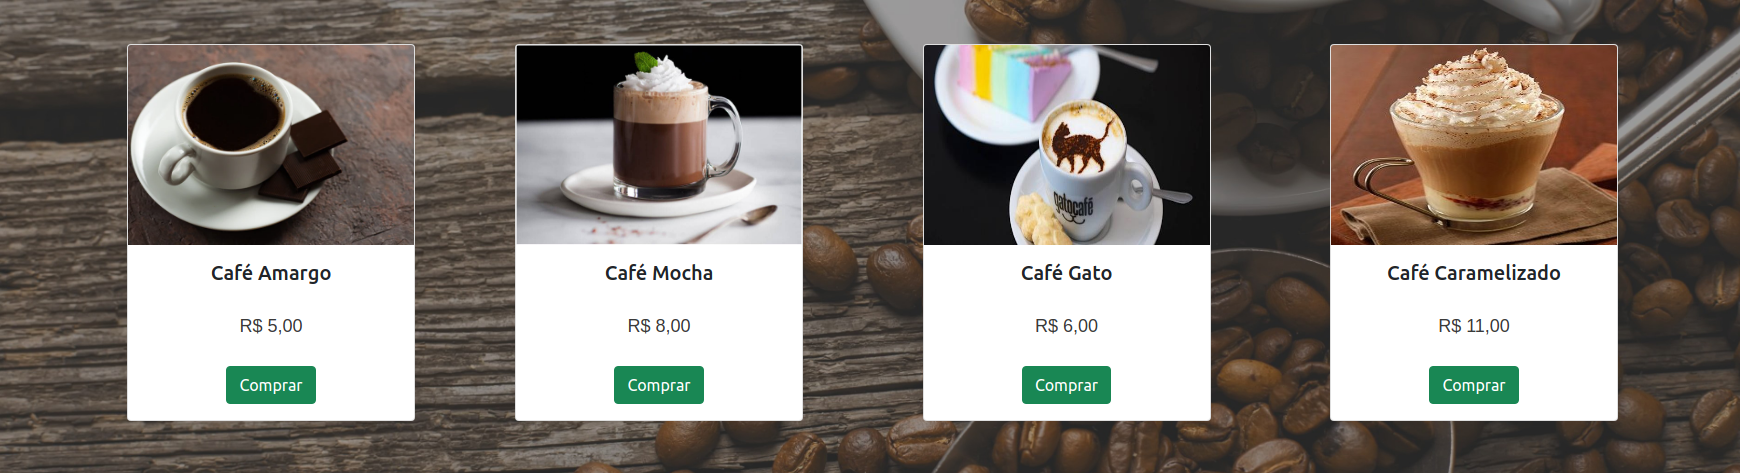 gatocafé
Café Amargo
R$ 5,00
Comprar
Café Mocha
R$ 8,00
Comprar
Café Gato
R$ 6,00
Comprar
Café Caramelizado
R$ 11,00
Comprar